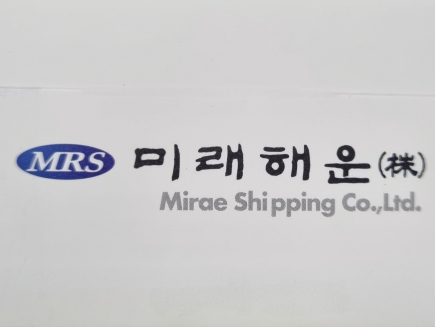 MRS 미래해운(株)
Mirae Shipping Co.,Ltd.